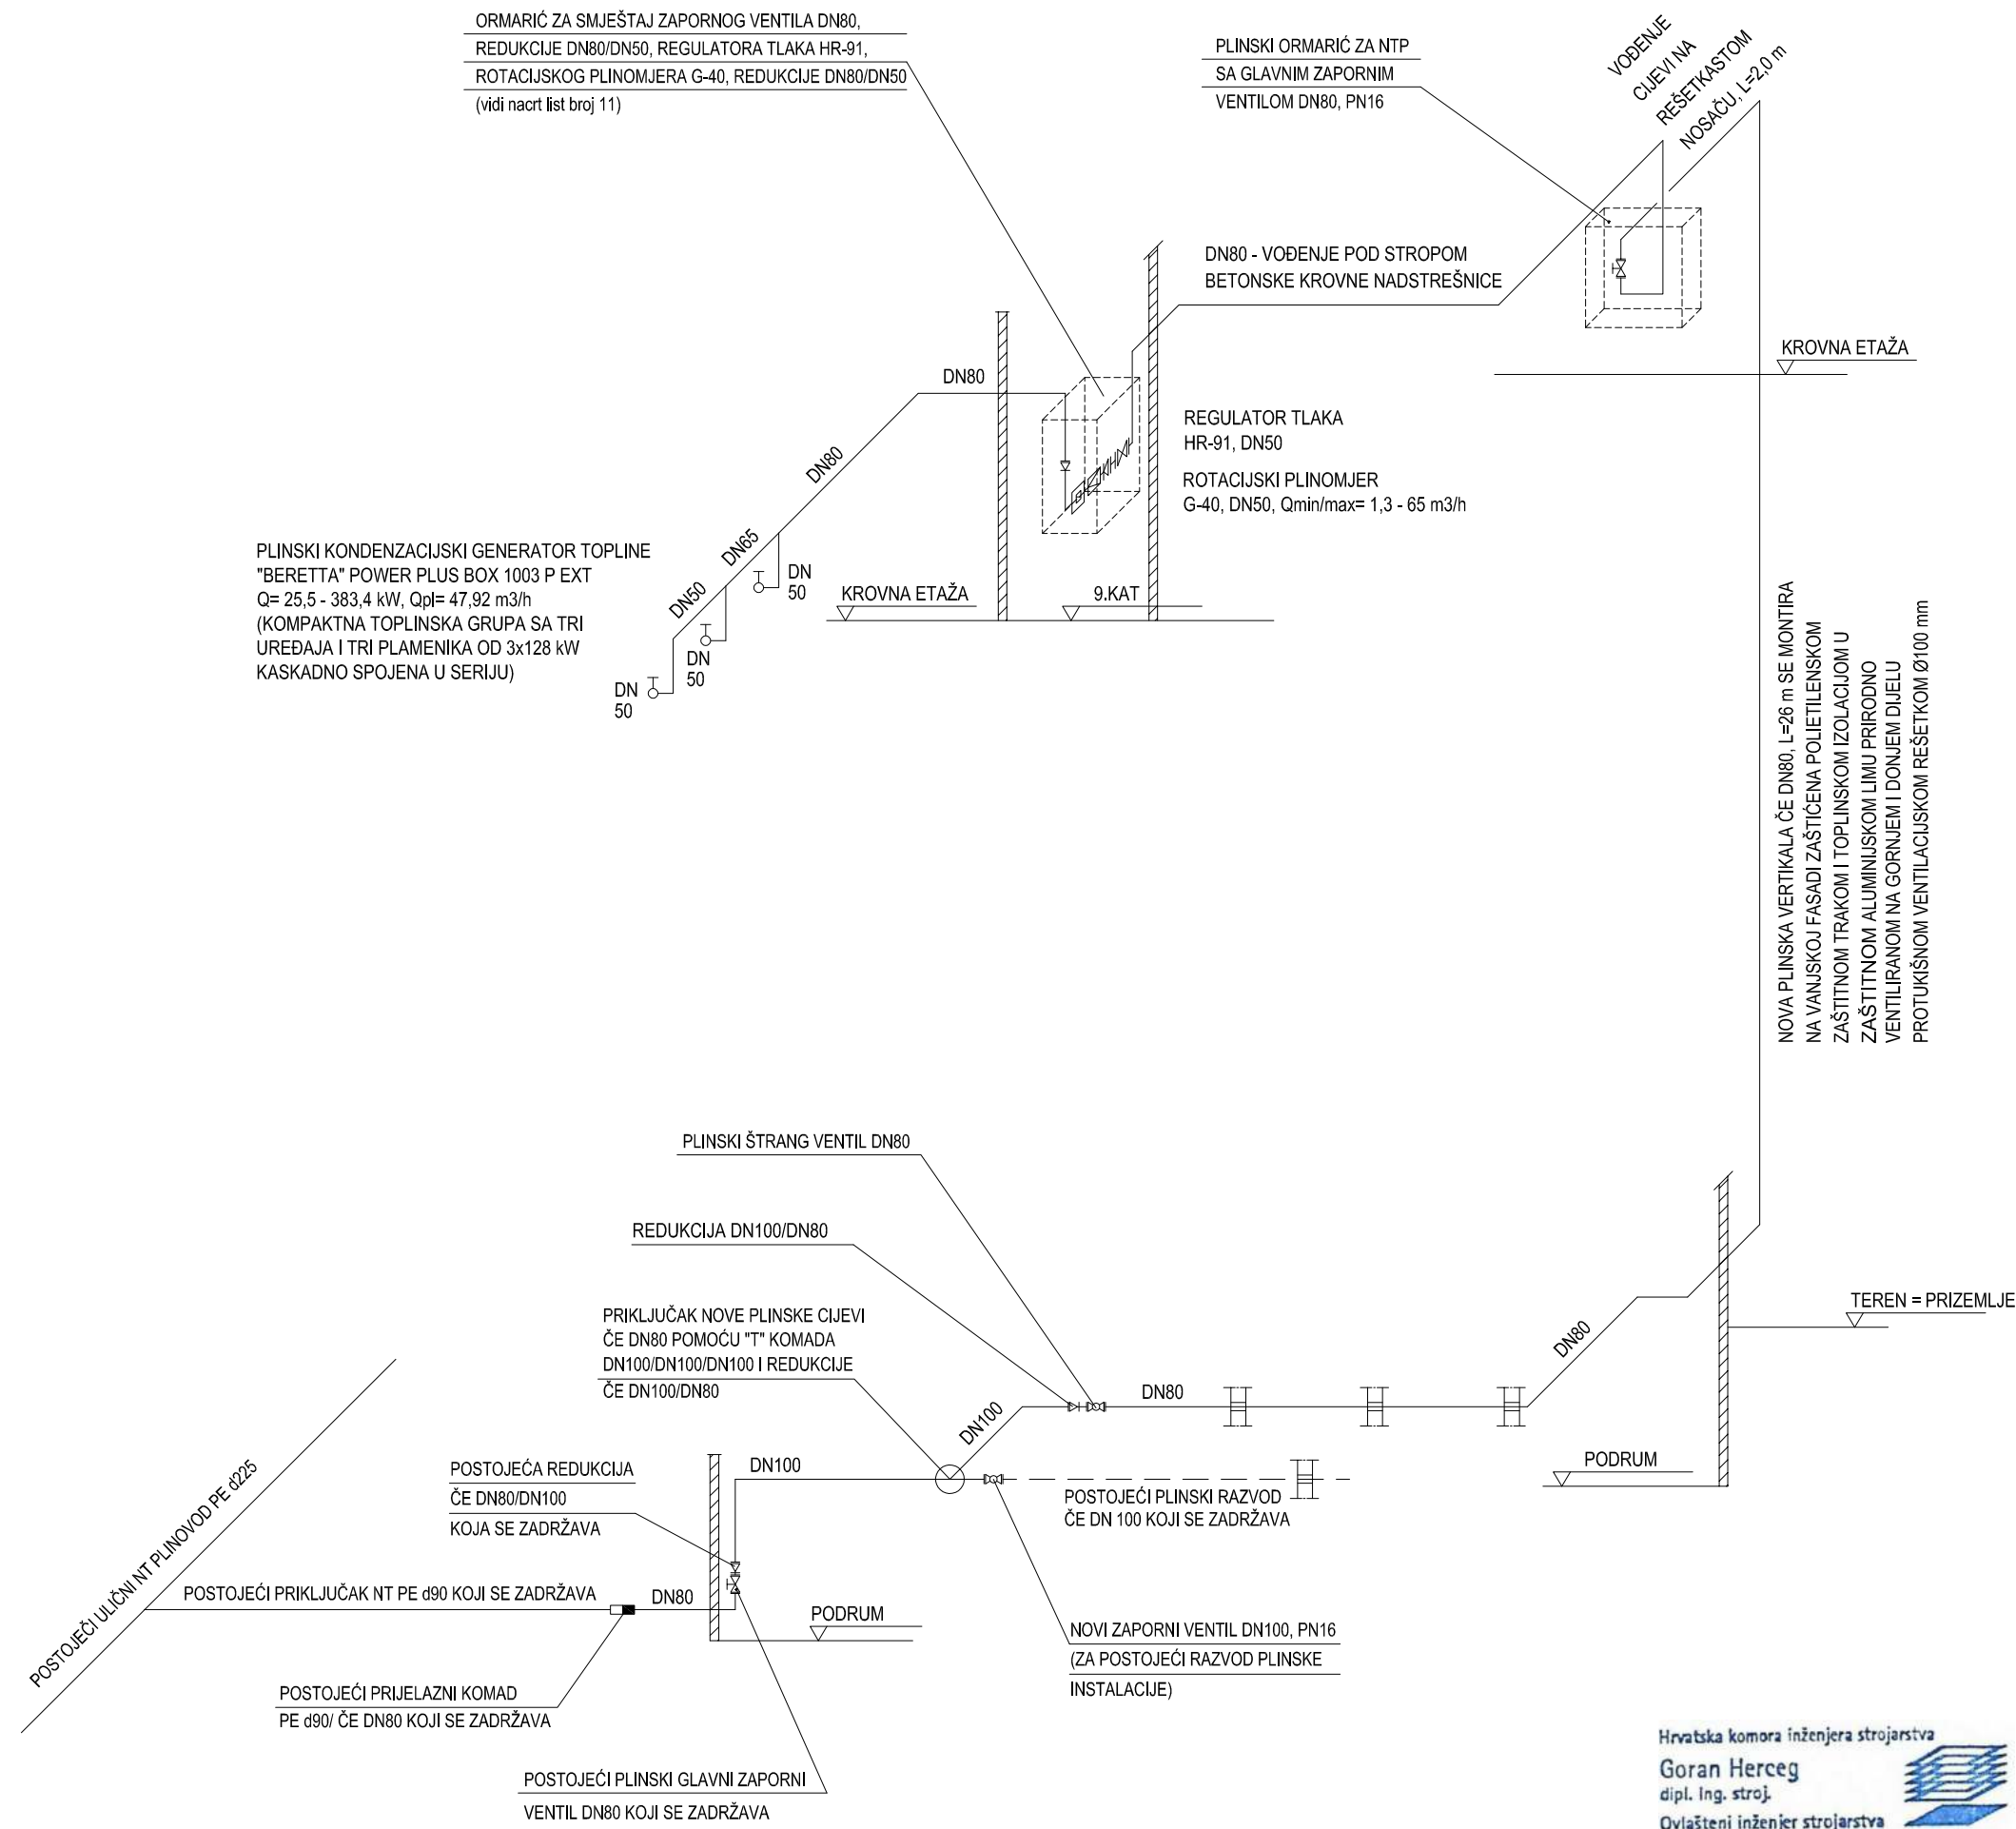 ORMARIĆ ZA SMJEŠTAJ ZAPORNOG VENTILA DN80,
REDUKCIJE DN80/DN50, REGULATORA TLAKA HR-91,
ROTACIJSKOG PLINOMJERA G-40, REDUKCIJE DN80/DN50
(vidi nacrt list broj 11)
PLINSKI ORMARIĆ ZA NTP
SA GLAVNIM ZAPORNIM
VENTILOM DN80, PN16
VOĐENJE
CIJEVI NA
REŠETKASTOM
NOSAČU, L=2,0 m
DN80 - VOĐENJE POD STROPOM
BETONSKE KROVNE NADSTREŠNICE
KROVNA ETAŽA
DN80
REGULATOR TLAKA
HR-91, DN50
ROTACIJSKI PLINOMJER
G-40, DN50, Qmin/max= 1,3 - 65 m3/h
DN80
DN65
DN50
PLINSKI KONDENZACIJSKI GENERATOR TOPLINE
"BERETTA" POWER PLUS BOX 1003 P EXT
Q= 25,5 - 383,4 kW, Qpl= 47,92 m3/h
(KOMPAKTNA TOPLINSKA GRUPA SA TRI
UREĐAJA I TRI PLAMENIKA OD 3x128 kW
KASKADNO SPOJENA U SERIJU)
DN
50
DN
50
DN
50
KROVNA ETAŽA
9.KAT
NOVA PLINSKA VERTIKALA ČE DN80, L=26 m SE MONTIRA
NA VANJSKOJ FASADI ZAŠTIĆENA POLIETILENSKOM
ZAŠTITNOM TRAKOM I TOPLINSKOM IZOLACIJOM U
ZAŠTITNOM ALUMINIJSKOM LIMU PRIRODNO
VENTILIRANOM NA GORNJEM I DONJEM DIJELU
PROTUKIŠNOM VENTILACIJSKOM REŠETKOM Ø100 mm
PLINSKI ŠTRANG VENTIL DN80
REDUKCIJA DN100/DN80
PRIKLJUČAK NOVE PLINSKE CIJEVI
ČE DN80 POMOĆU "T" KOMADA
DN100/DN100/DN100 I REDUKCIJE
ČE DN100/DN80
TEREN = PRIZEMLJE
DN80
DN80
DN100
PODRUM
DN100
POSTOJEĆA REDUKCIJA
ČE DN80/DN100
KOJA SE ZADRŽAVA
POSTOJEĆI PLINSKI RAZVOD
ČE DN 100 KOJI SE ZADRŽAVA
POSTOJEČI ULIČNI NT PLINOVOD PE d225
POSTOJEĆI PRIKLJUČAK NT PE d90 KOJI SE ZADRŽAVA
DN80
PODRUM
NOVI ZAPORNI VENTIL DN100, PN16
(ZA POSTOJEĆI RAZVOD PLINSKE
INSTALACIJE)
POSTOJEĆI PRIJELAZNI KOMAD
PE d90/ ČE DN80 KOJI SE ZADRŽAVA
POSTOJEĆI PLINSKI GLAVNI ZAPORNI
VENTIL DN80 KOJI SE ZADRŽAVA
Hrvatska komora inženjera strojarstva
Goran Herceg
dipl. ing. stroj.
Ovlašteni inženjer strojarstva